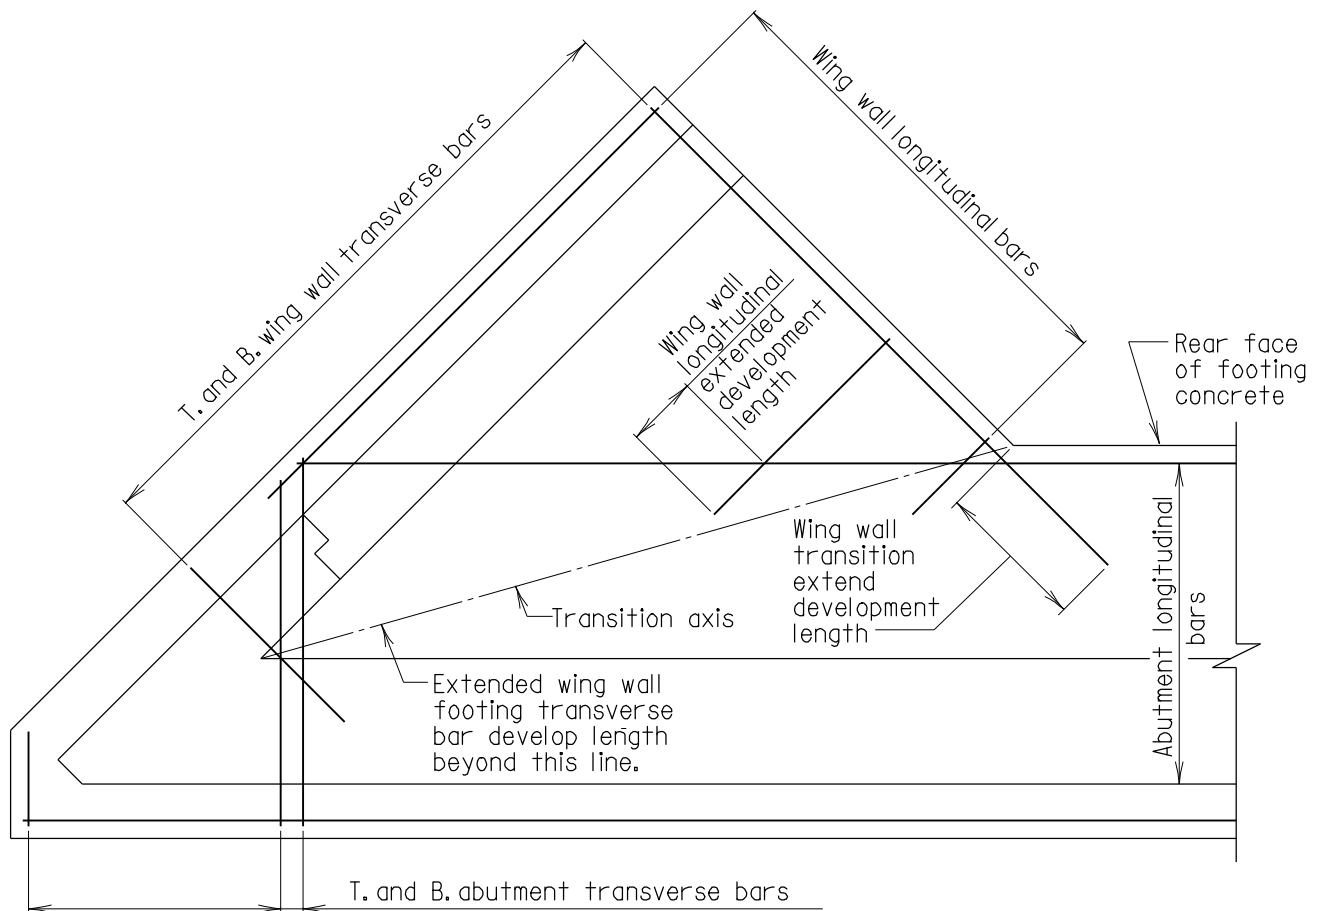 T. and B. wing wall transverse bars
Wing wall longitudinal bars
Wing wall
longitudinal
extended
development
length
Rear face
of footing
concrete
Wing wall
transition
extend
development
length
Abutment longitudinal
bars
Transition axis
Extended wing wall
footing transverse
bar develop length
beyond this line.
T. and B. abutment transverse bars